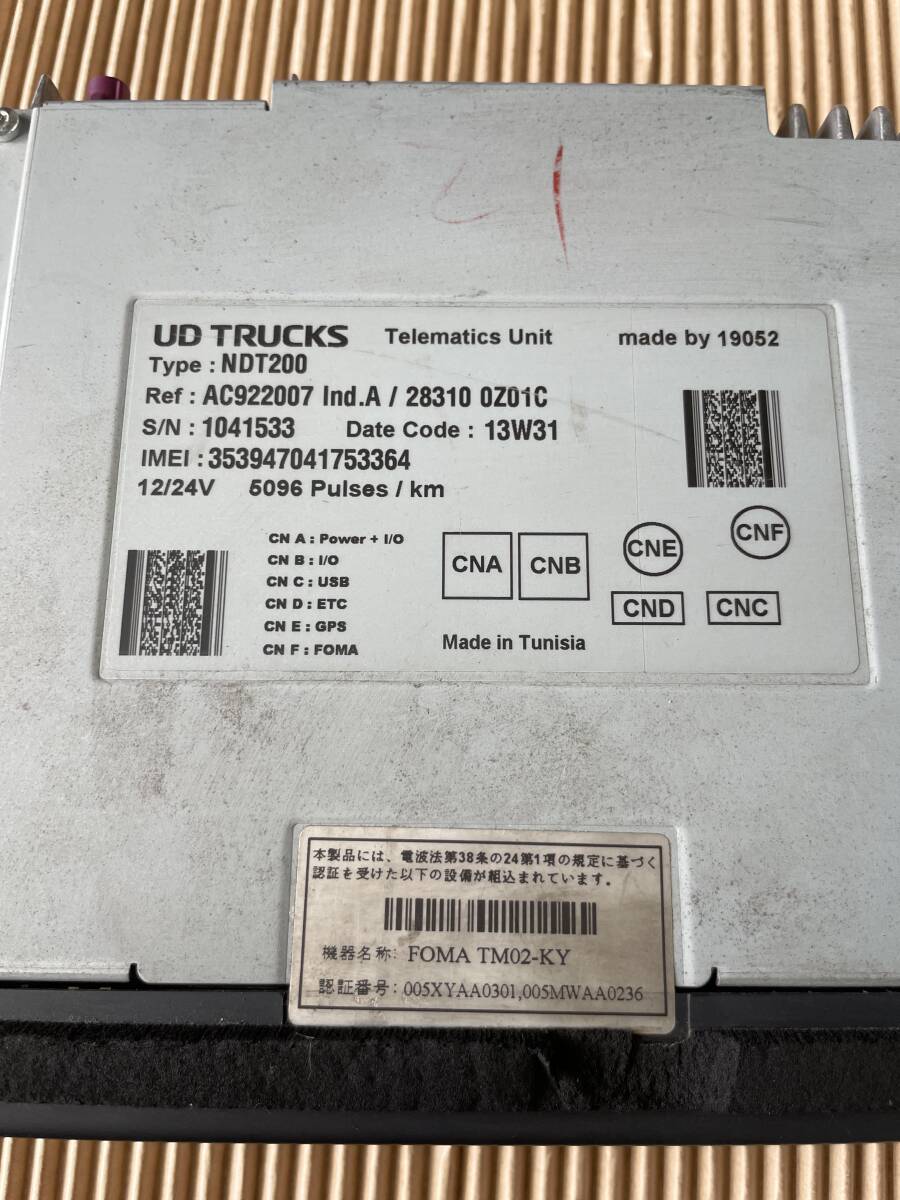 UD TRUCKS Telematics Unit made by 19052
Type : NDT200
Ref : AC922007 Ind.A / 28310 0Z01C
S/N : 1041533 Date Code : 13W31
IMEI : 353947041753364
12/24V 5096 Pulses / km
CN A : Power + I/O
CN B : I/O
CN C : USB
CN D : ETC
CN E : GPS
CN F : FOMA
CNA CNB CNE CNF
CND CNC
Made in Tunisia
本製品には、電波法第38条の24第1項の規定に基づく
認証を受けた以下の設備が組込まれています。
機器名称: FOMA TM02-KY
認証番号: 005XYAA0301,005MWAA0236